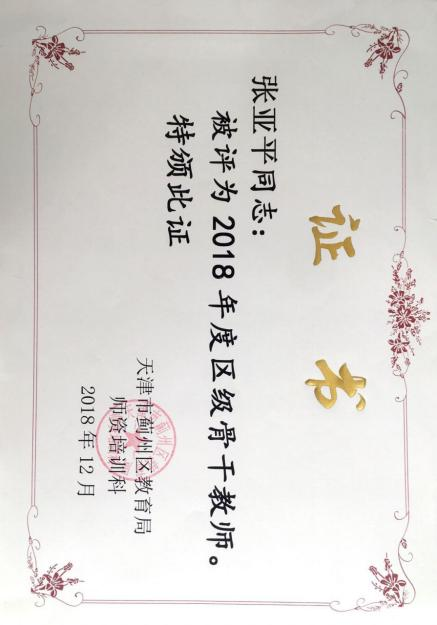 证书
张亚平同志：
被评为2018年度区级骨干教师。
特颁此证
天津市蓟州区教育局
师资培训科
2018年12月